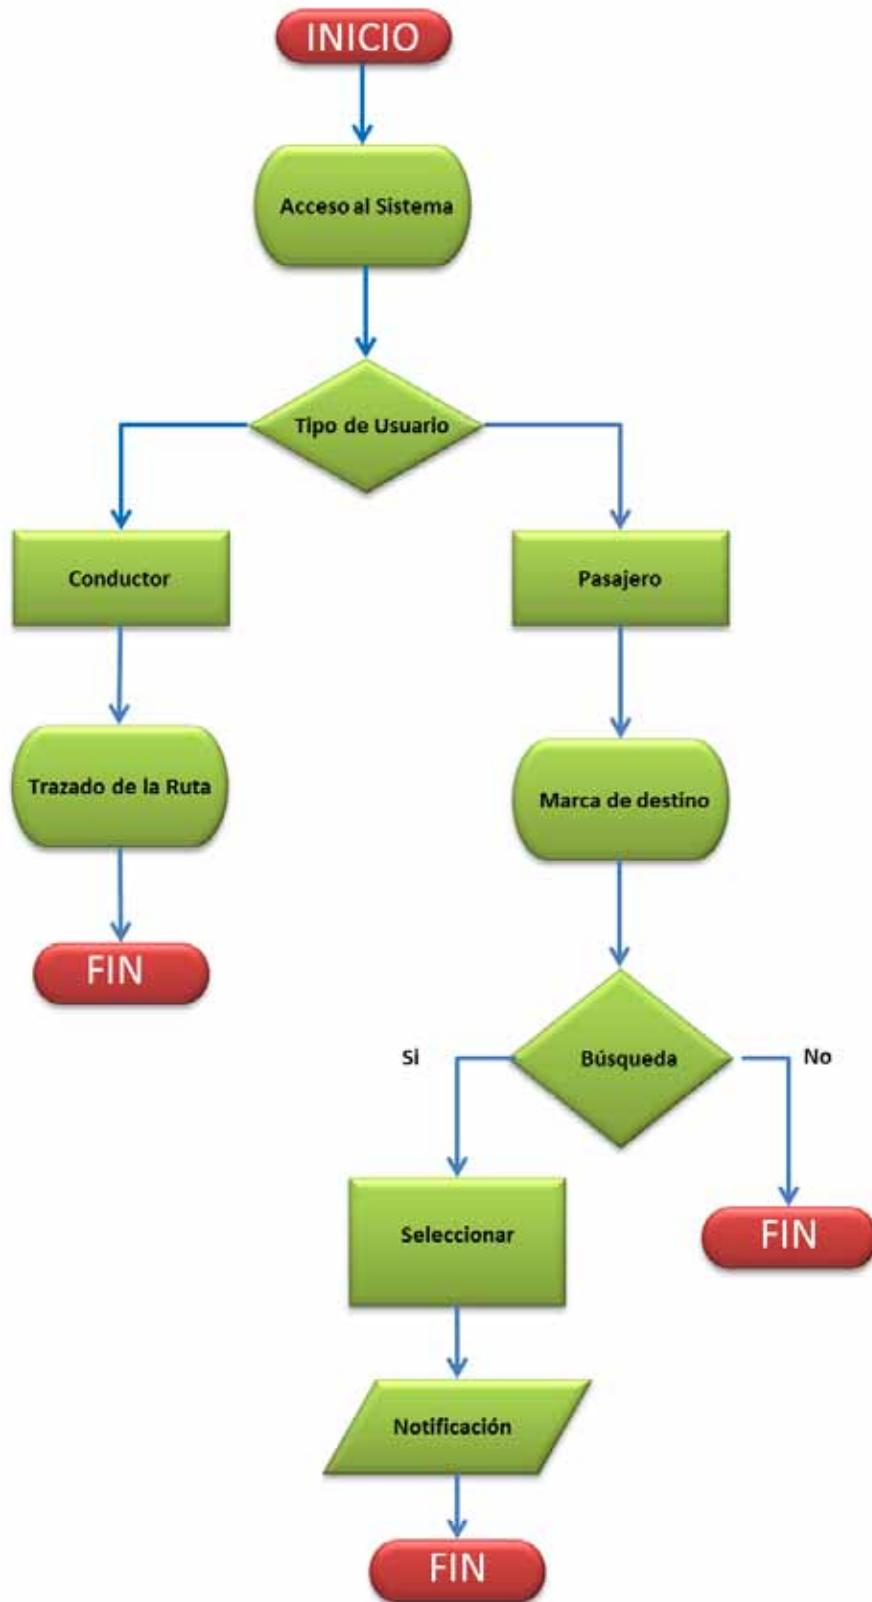 INICIO
Acceso al Sistema
Tipo de Usuario
Conductor
Pasajero
Trazado de la Ruta
Marca de destino
FIN
Si
Búsqueda
No
Seleccionar
FIN
Notificación
FIN